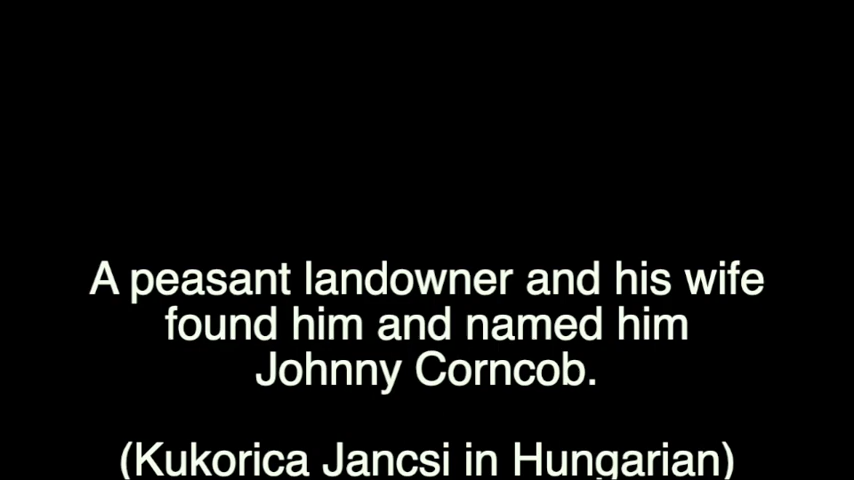 A peasant landowner and his wife
found him and named him
Johnny Corncob.
(Kukorica Jancsi in Hungarian)